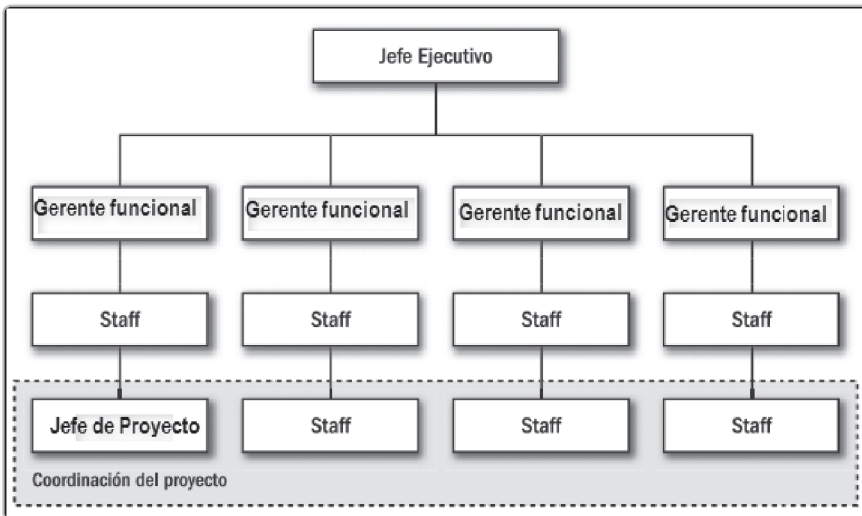 Jefe Ejecutivo
Gerente funcional
Gerente funcional
Gerente funcional
Gerente funcional
Staff
Staff
Staff
Staff
Jefe de Proyecto
Staff
Staff
Staff
Coordinación del proyecto